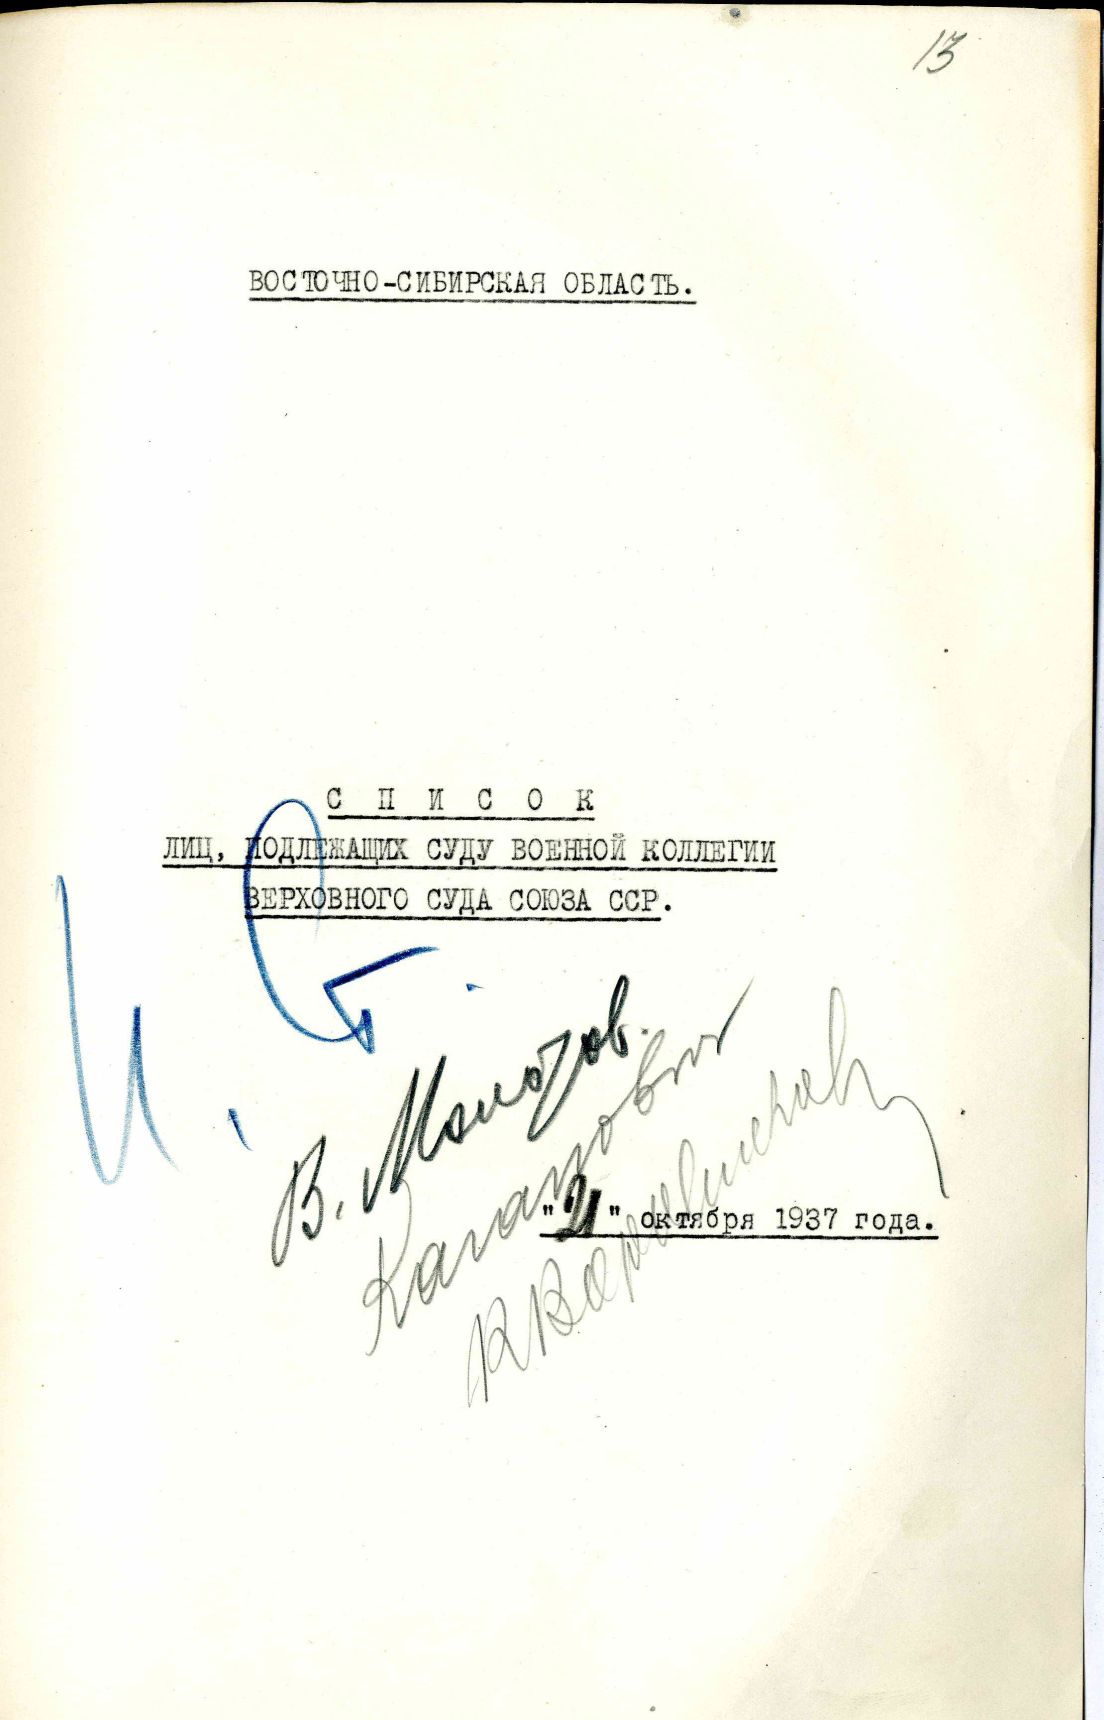 13
ВОСТОЧНО-СИБИРСКАЯ ОБЛАСТЬ.
С П И С О К
ЛИЦ, ПОДЛЕЖАЩИХ СУДУ ВОЕННОЙ КОЛЛЕГИИ
ВЕРХОВНОГО СУДА СОЮЗА ССР.
И. Ст.
В. Молотов.
Каганович
К Ворошилов
"21" октября 1937 года.